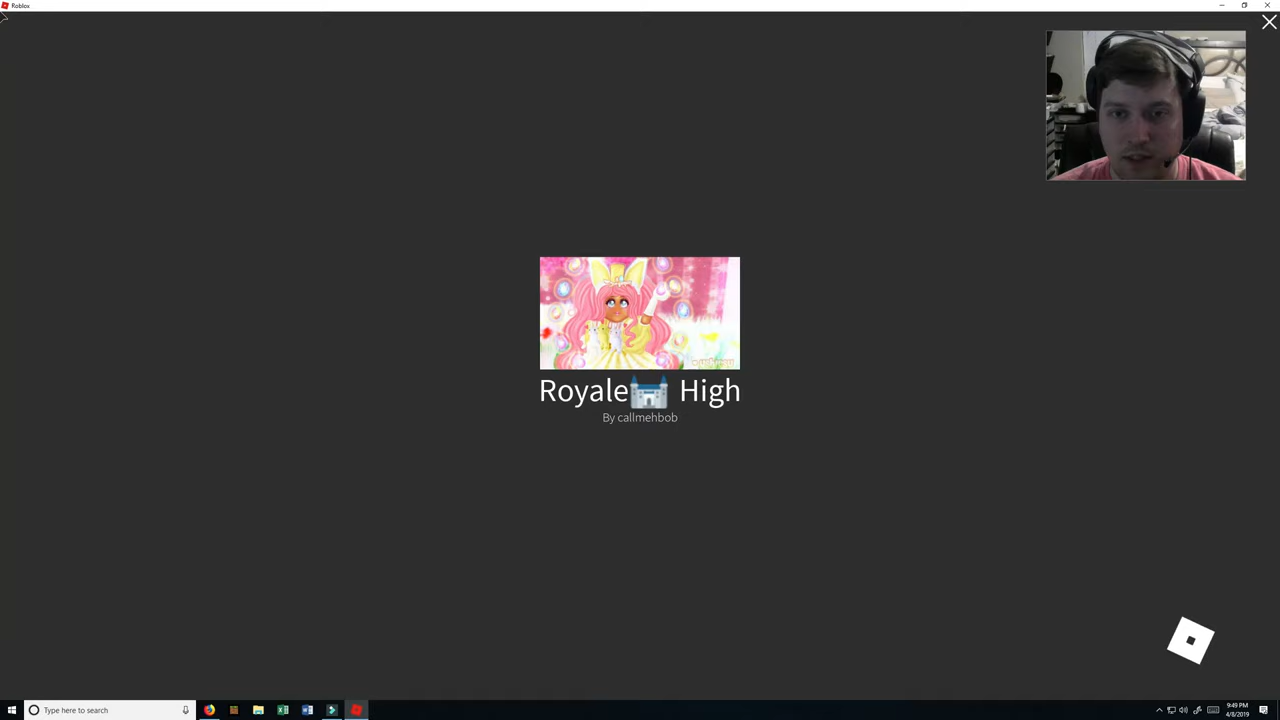 Roblox
Royale🏰 High
By callmehbob
Type here to search
9:49 PM
4/8/2019